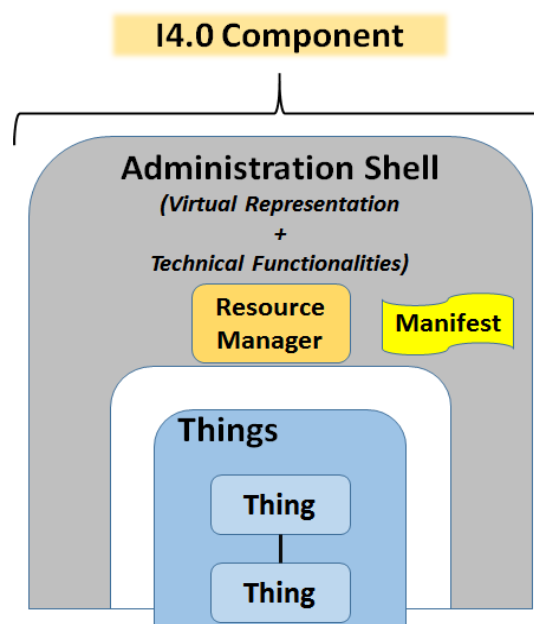 I4.0 Component
Administration Shell
(Virtual Representation
+
Technical Functionalities)
Resource
Manager
Manifest
Things
Thing
Thing